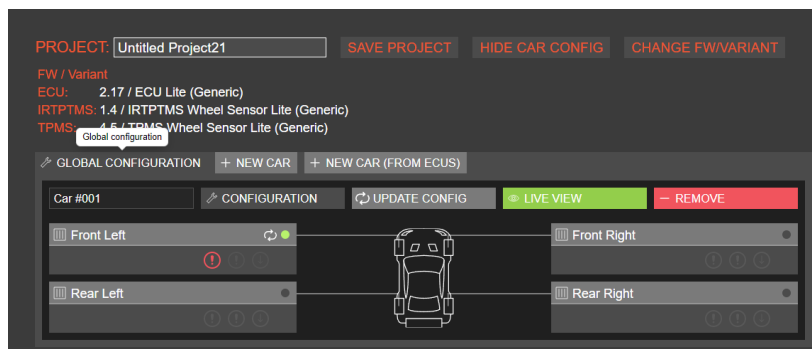 PROJECT: Untitled Project21 SAVE PROJECT HIDE CAR CONFIG CHANGE FW/VARIANT
FW / Variant
ECU: 2.17 / ECU Lite (Generic)
IRTPTMS: 1.4 / IRTPTMS Wheel Sensor Lite (Generic)
TPMS: 4.5 / TPMS Wheel Sensor Lite (Generic)
Global configuration
GLOBAL CONFIGURATION + NEW CAR + NEW CAR (FROM ECUS)
Car #001 CONFIGURATION UPDATE CONFIG LIVE VIEW REMOVE
Front Left Front Right
Rear Left Rear Right